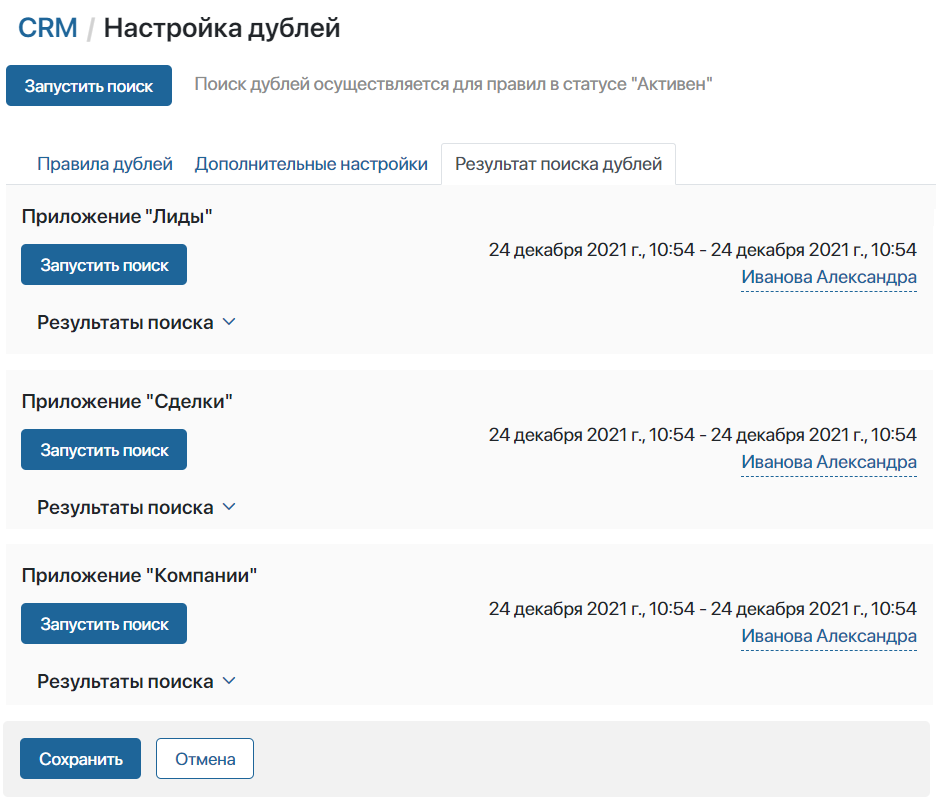 CRM / Настройка дублей
Запустить поиск Поиск дублей осуществляется для правил в статусе "Активен"
Правила дублей Дополнительные настройки Результат поиска дублей
Приложение "Лиды"
24 декабря 2021 г., 10:54 - 24 декабря 2021 г., 10:54
Запустить поиск
Иванова Александра
Результаты поиска
Приложение "Сделки"
24 декабря 2021 г., 10:54 - 24 декабря 2021 г., 10:54
Запустить поиск
Иванова Александра
Результаты поиска
Приложение "Компании"
24 декабря 2021 г., 10:54 - 24 декабря 2021 г., 10:54
Запустить поиск
Иванова Александра
Результаты поиска
Сохранить Отмена